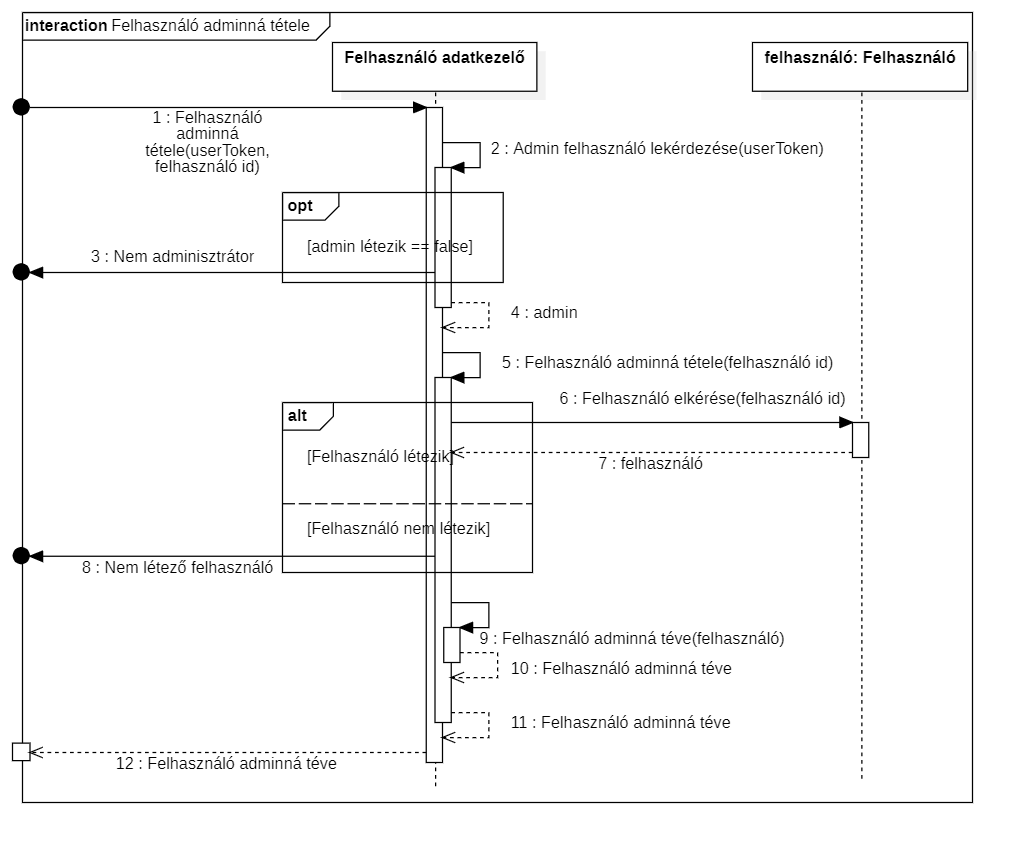 interaction Felhasználó adminná tétele
Felhasználó adatkezelő
felhasználó: Felhasználó
1 : Felhasználó
adminná
tétele(userToken,
felhasználó id)
2 : Admin felhasználó lekérdezése(userToken)
opt
[admin létezik == false]
3 : Nem adminisztrátor
4 : admin
5 : Felhasználó adminná tétele(felhasználó id)
6 : Felhasználó elkérése(felhasználó id)
alt
[Felhasználó létezik]
7 : felhasználó
[Felhasználó nem létezik]
8 : Nem létező felhasználó
9 : Felhasználó adminná téve(felhasználó)
10 : Felhasználó adminná téve
11 : Felhasználó adminná téve
12 : Felhasználó adminná téve